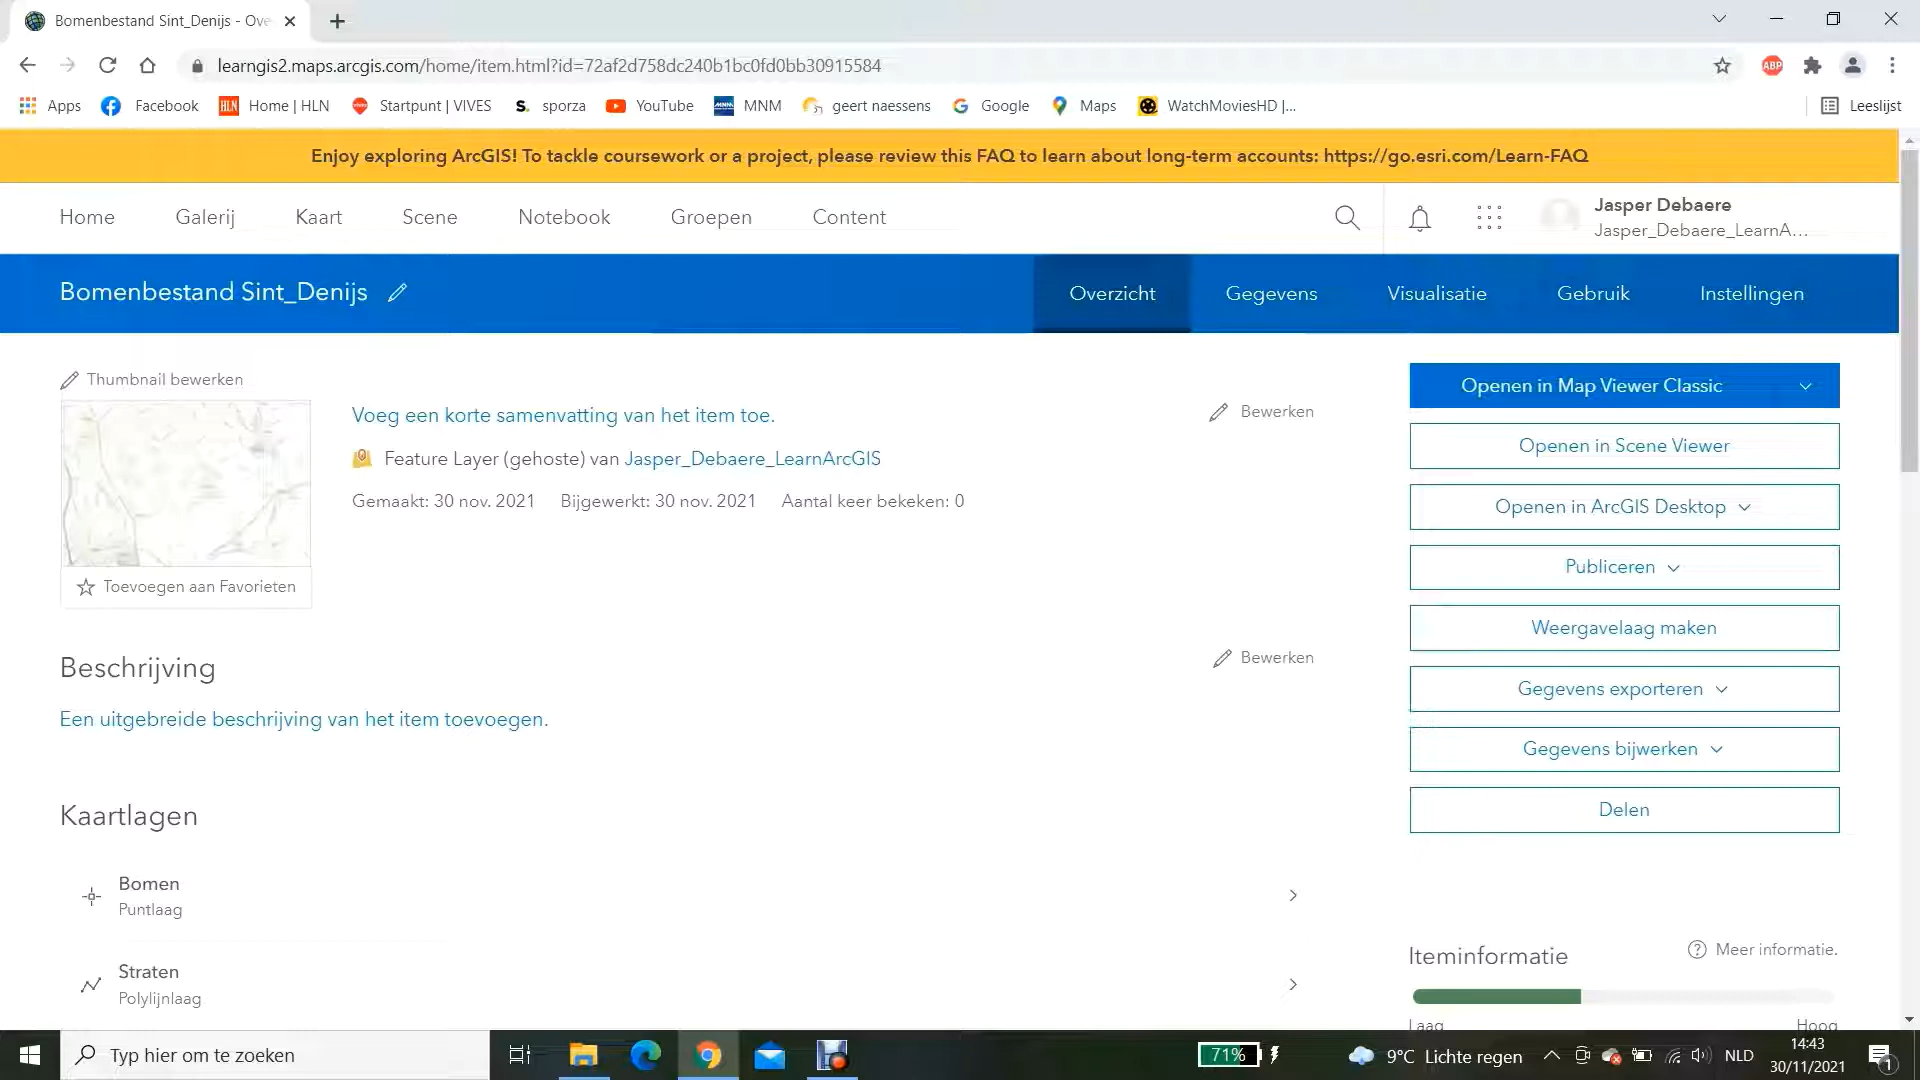 Bomenbestand Sint_Denijs - Ove
learngis2.maps.arcgis.com/home/item.html?id=72af2d758dc240b1bc0fd0bb30915584
ABP
Apps Facebook HLN Home | HLN Startpunt | VIVES S. sporza YouTube MNM MNM geert naessens Google Maps WatchMoviesHD |... Leeslijst
Enjoy exploring ArcGIS! To tackle coursework or a project, please review this FAQ to learn about long-term accounts: https://go.esri.com/Learn-FAQ
Home Galerij Kaart Scene Notebook Groepen Content
Jasper Debaere
Jasper_Debaere_LearnA...
Bomenbestand Sint_Denijs
Overzicht Gegevens Visualisatie Gebruik Instellingen
Thumbnail bewerken
Toevoegen aan Favorieten
Voeg een korte samenvatting van het item toe.
Bewerken
Feature Layer (gehoste) van Jasper_Debaere_LearnArcGIS
Gemaakt: 30 nov. 2021 Bijgewerkt: 30 nov. 2021 Aantal keer bekeken: 0
Beschrijving
Bewerken
Een uitgebreide beschrijving van het item toevoegen.
Kaartlagen
Bomen
Puntlaag
Straten
Polylijnlaag
Openen in Map Viewer Classic
Openen in Scene Viewer
Openen in ArcGIS Desktop
Publiceren
Weergavelaag maken
Gegevens exporteren
Gegevens bijwerken
Delen
Iteminformatie
Meer informatie.
Laag Hoog
Typ hier om te zoeken
71%
9°C Lichte regen
NLD
14:43
30/11/2021
1